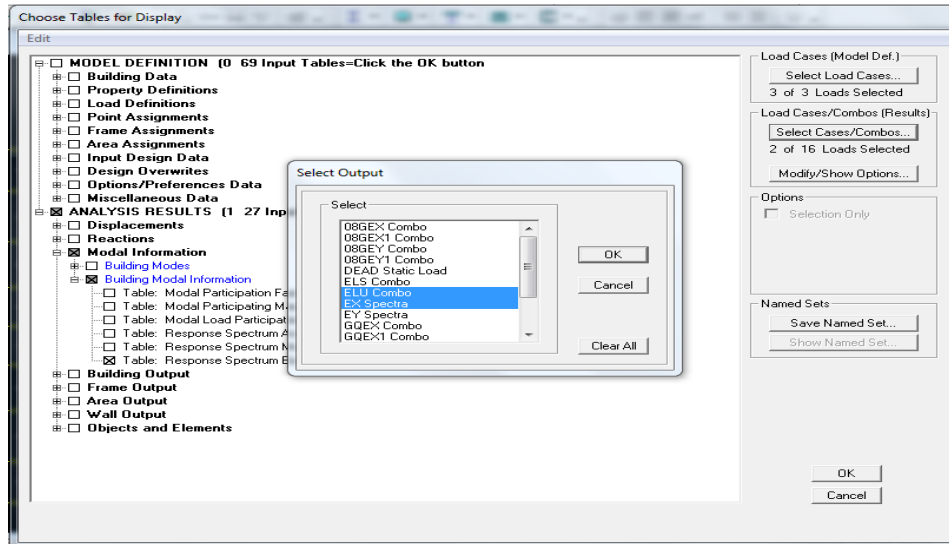 Choose Tables for Display
Edit
MODEL DEFINITION (0 69 Input Tables=Click the OK button
Building Data
Property Definitions
Load Definitions
Point Assignments
Frame Assignments
Area Assignments
Input Design Data
Design Overwrites
Options/Preferences Data
Miscellaneous Data
ANALYSIS RESULTS (1 27 Inp
Displacements
Reactions
Modal Information
Building Modes
Building Modal Information
Table: Modal Participation Fa
Table: Modal Participating M
Table: Modal Load Participat
Table: Response Spectrum A
Table: Response Spectrum M
Table: Response Spectrum B
Building Output
Frame Output
Area Output
Wall Output
Objects and Elements
Select Output
Select
08GEX Combo
08GEX1 Combo
08GEY Combo
08GEY1 Combo
DEAD Static Load
ELS Combo
ELU Combo
EX Spectra
EY Spectra
GQEX Combo
GQEX1 Combo
OK
Cancel
Clear All
Load Cases (Model Def.)
Select Load Cases...
3 of 3 Loads Selected
Load Cases/Combos (Results)
Select Cases/Combos...
2 of 16 Loads Selected
Modify/Show Options...
Options
Selection Only
Named Sets
Save Named Set...
Show Named Set...
OK
Cancel